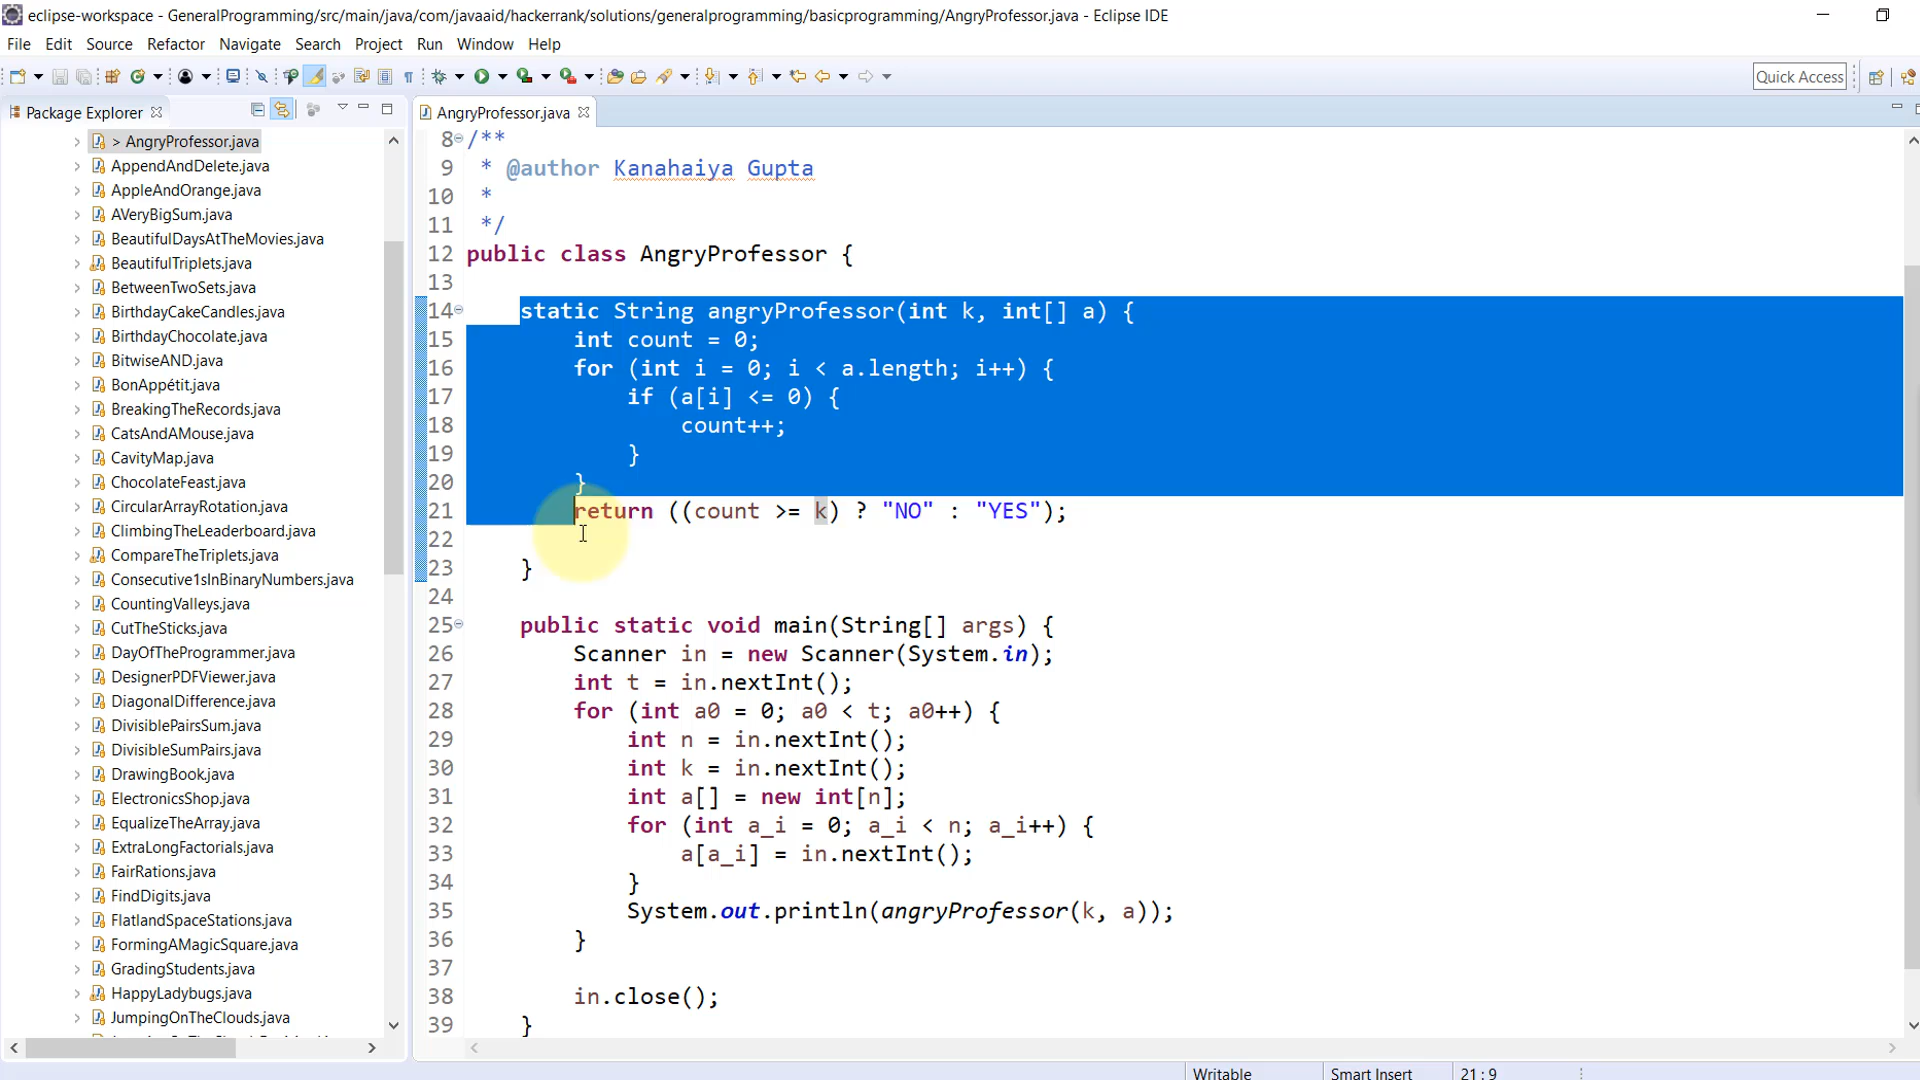 eclipse-workspace - GeneralProgramming/src/main/java/com/javaaid/hackerrank/solutions/generalprogramming/basicprogramming/AngryProfessor.java - Eclipse IDE
File Edit Source Refactor Navigate Search Project Run Window Help
Quick Access
Package Explorer
AngryProfessor.java
> AngryProfessor.java
AppendAndDelete.java
AppleAndOrange.java
AVeryBigSum.java
BeautifulDaysAtTheMovies.java
BeautifulTriplets.java
BetweenTwoSets.java
BirthdayCakeCandles.java
BirthdayChocolate.java
BitwiseAND.java
BonAppétit.java
BreakingTheRecords.java
CatsAndAMouse.java
CavityMap.java
ChocolateFeast.java
CircularArrayRotation.java
ClimbingTheLeaderboard.java
CompareTheTriplets.java
Consecutive1sInBinaryNumbers.java
CountingValleys.java
CutTheSticks.java
DayOfTheProgrammer.java
DesignerPDFViewer.java
DiagonalDifference.java
DivisiblePairsSum.java
DivisibleSumPairs.java
DrawingBook.java
ElectronicsShop.java
EqualizeTheArray.java
ExtraLongFactorials.java
FairRations.java
FindDigits.java
FlatlandSpaceStations.java
FormingAMagicSquare.java
GradingStudents.java
HappyLadybugs.java
JumpingOnTheClouds.java
8 /**
9 * @author Kanahaiya Gupta
10 *
11 */
12 public class AngryProfessor {
13
14 static String angryProfessor(int k, int[] a) {
15 int count = 0;
16 for (int i = 0; i < a.length; i++) {
17 if (a[i] <= 0) {
18 count++;
19 }
20 }
21 return ((count >= k) ? "NO" : "YES");
22
23 }
24
25 public static void main(String[] args) {
26 Scanner in = new Scanner(System.in);
27 int t = in.nextInt();
28 for (int a0 = 0; a0 < t; a0++) {
29 int n = in.nextInt();
30 int k = in.nextInt();
31 int a[] = new int[n];
32 for (int a_i = 0; a_i < n; a_i++) {
33 a[a_i] = in.nextInt();
34 }
35 System.out.println(angryProfessor(k, a));
36 }
37
38 in.close();
39 }
Writable Smart Insert 21 : 9